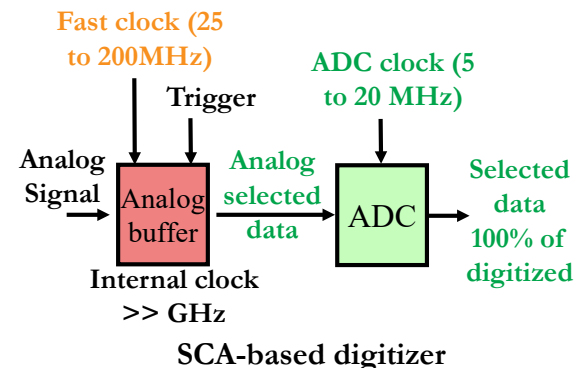 Fast clock (25
to 200MHz)
Trigger
ADC clock (5
to 20 MHz)
Analog
Signal
Analog
buffer
Internal clock
>> GHz
Analog
selected
data
ADC
Selected
data
100% of
digitized
SCA-based digitizer